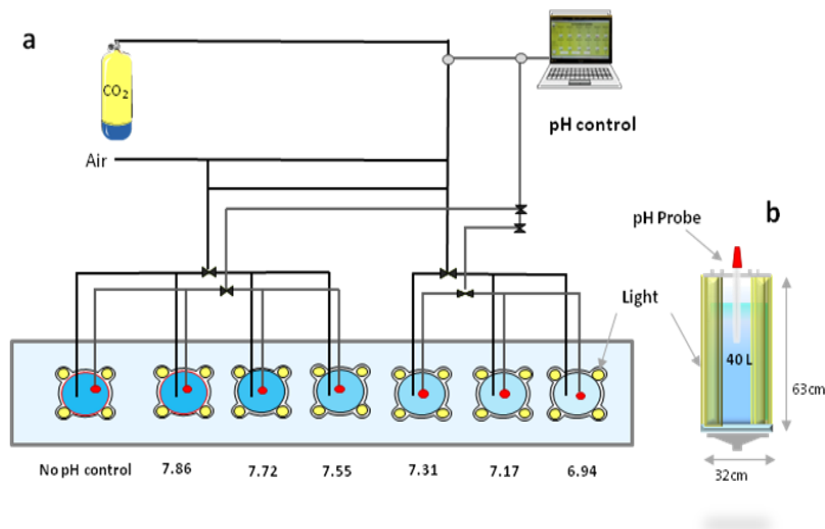 a
CO2
Air
pH control
b
pH Probe
Light
40 L
63cm
32cm
No pH control 7.86 7.72 7.55 7.31 7.17 6.94